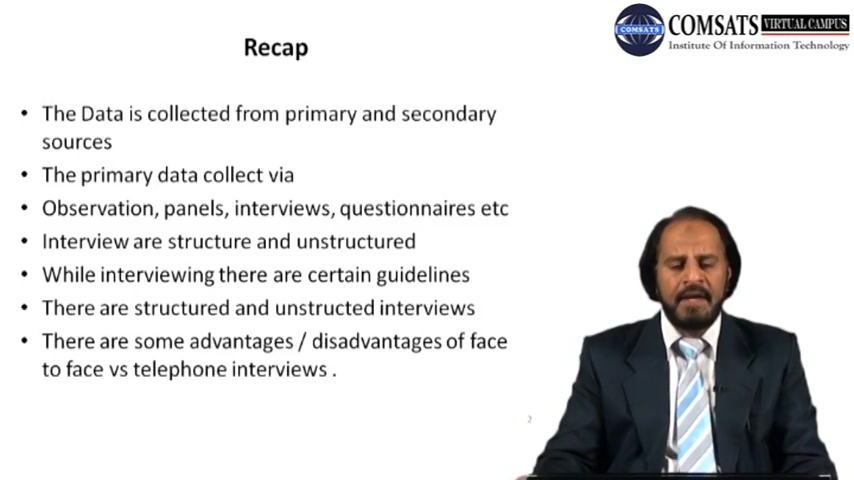 COMSATS
COMSATS VIRTUAL CAMPUS
Institute Of Information Technology
Recap
• The Data is collected from primary and secondary
sources
• The primary data collect via
• Observation, panels, interviews, questionnaires etc
• Interview are structure and unstructured
• While interviewing there are certain guidelines
• There are structured and unstructed interviews
• There are some advantages / disadvantages of face
to face vs telephone interviews .
2